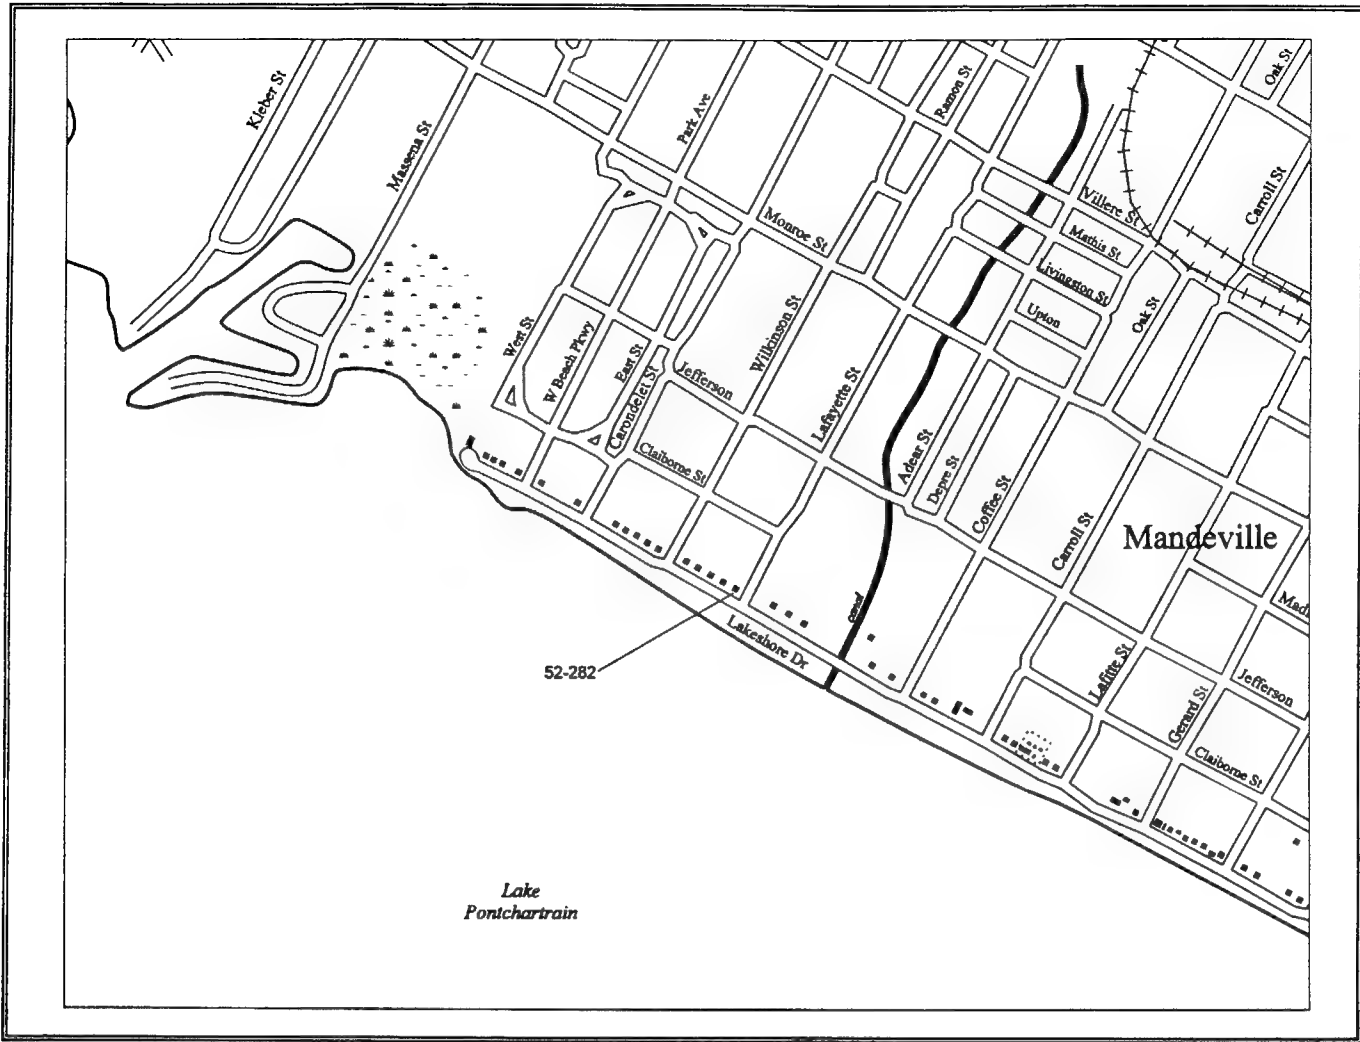 Kleber St
Massena St
Park Ave
Ramon St
Oak St
Carroll St
Villere St
Mathis St
Livingston St
Upton
Oak St
Monroe St
Wilkinson St
Lafayette St
West St
W Beach Pkwy
East St
Carondelet St
Jefferson
Claiborne St
Adear St
Depre St
Coffee St
Carroll St
Mandeville
canal
Lakeshore Dr
52-282
Lafitte St
Gerard St
Jefferson
Claiborne St
Madi
Lake
Pontchartrain